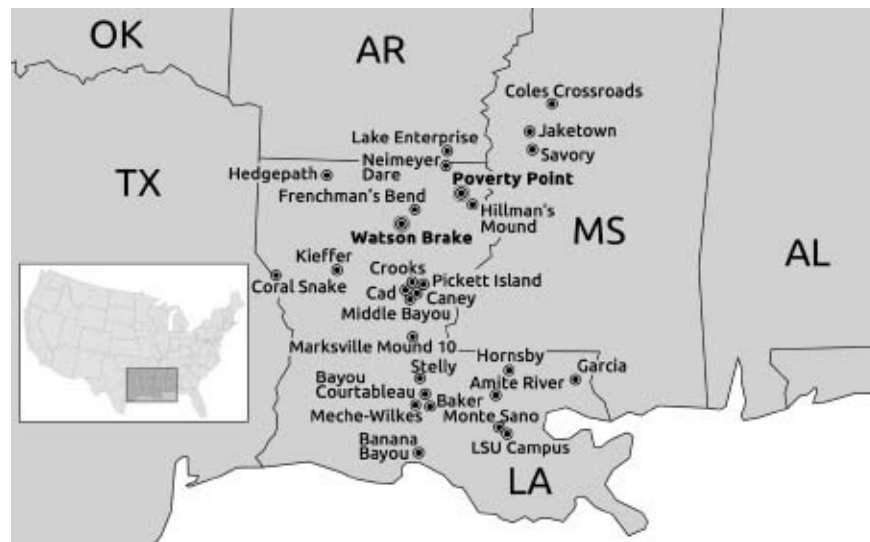 OK
AR
Coles Crossroads
Jaketown
Savory
Lake Enterprise
Neimeyer
Dare
Hedgepath
TX
Poverty Point
Frenchman's Bend
Hillman's
Mound
MS
Watson Brake
AL
Kieffer
Crooks
Pickett Island
Coral Snake
Cad
Caney
Middle Bayou
Marksville Mound 10
Hornsby
Garcia
Stelly
Bayou
Courtableau
Amite River
Baker
Meche-Wilkes
Monte Sano
LSU Campus
Banana
Bayou
LA